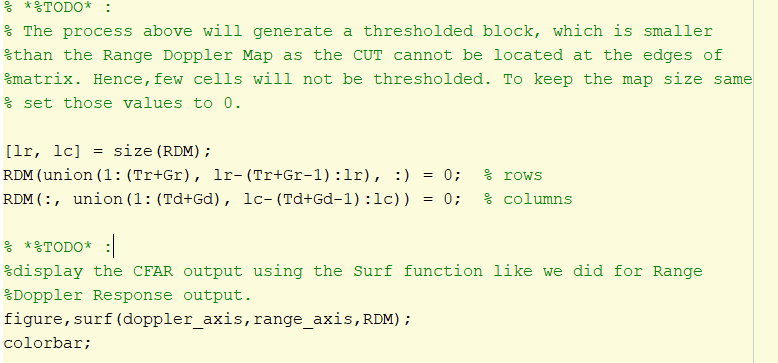 % *%TODO* :
% The process above will generate a thresholded block, which is smaller
%than the Range Doppler Map as the CUT cannot be located at the edges of
%matrix. Hence,few cells will not be thresholded. To keep the map size same
% set those values to 0.
[lr, lc] = size(RDM);
RDM(union(1:(Tr+Gr), lr-(Tr+Gr-1):lr), :) = 0;  % rows
RDM(:, union(1:(Td+Gd), lc-(Td+Gd-1):lc)) = 0;  % columns
% *%TODO* :
%display the CFAR output using the Surf function like we did for Range
%Doppler Response output.
figure,surf(doppler_axis,range_axis,RDM);
colorbar;